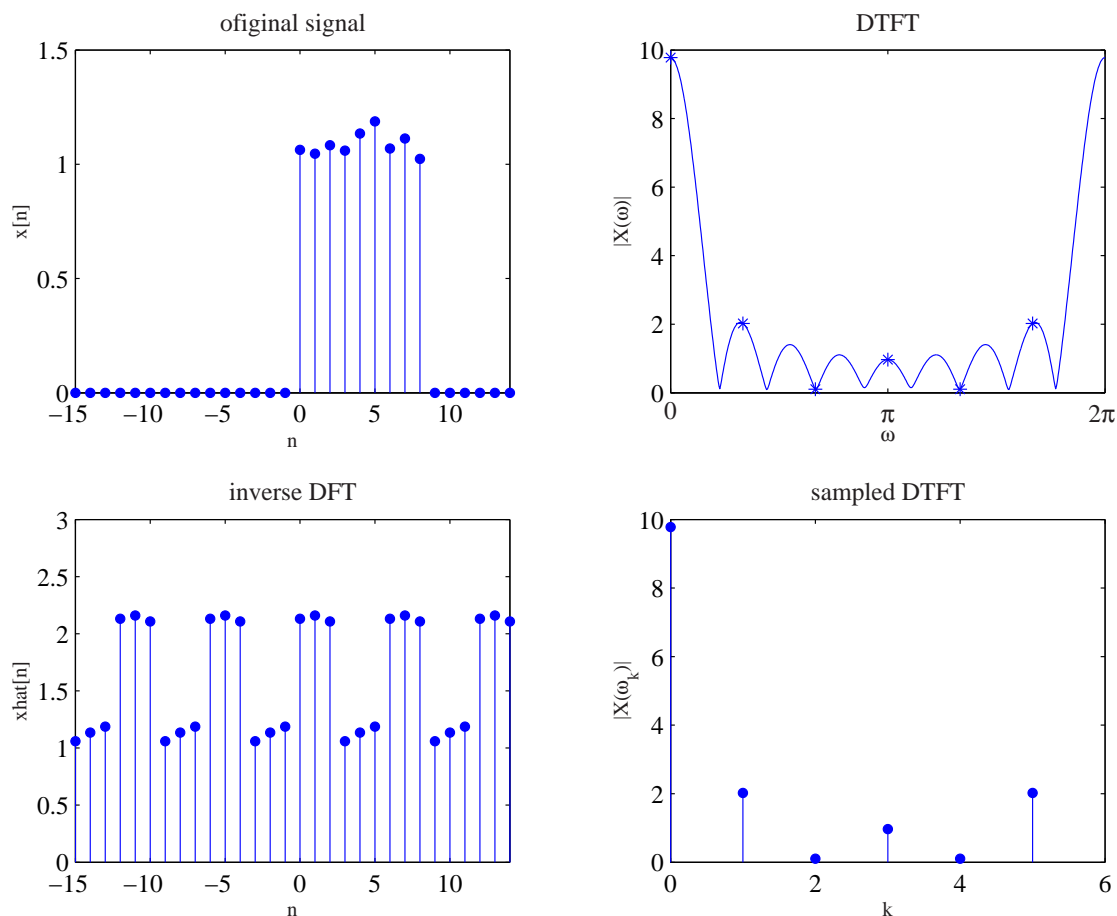 ofiginal signal
1.5
1
0.5
0
x[n]
−15 −10 −5 0 5 10
n
DTFT
10
8
6
4
2
0
|X(ω)|
0 π 2π
ω
inverse DFT
3
2.5
2
1.5
1
0.5
0
xhat[n]
−15 −10 −5 0 5 10
n
sampled DTFT
10
8
6
4
2
0
|X(ω_k)|
0 2 4 6
k